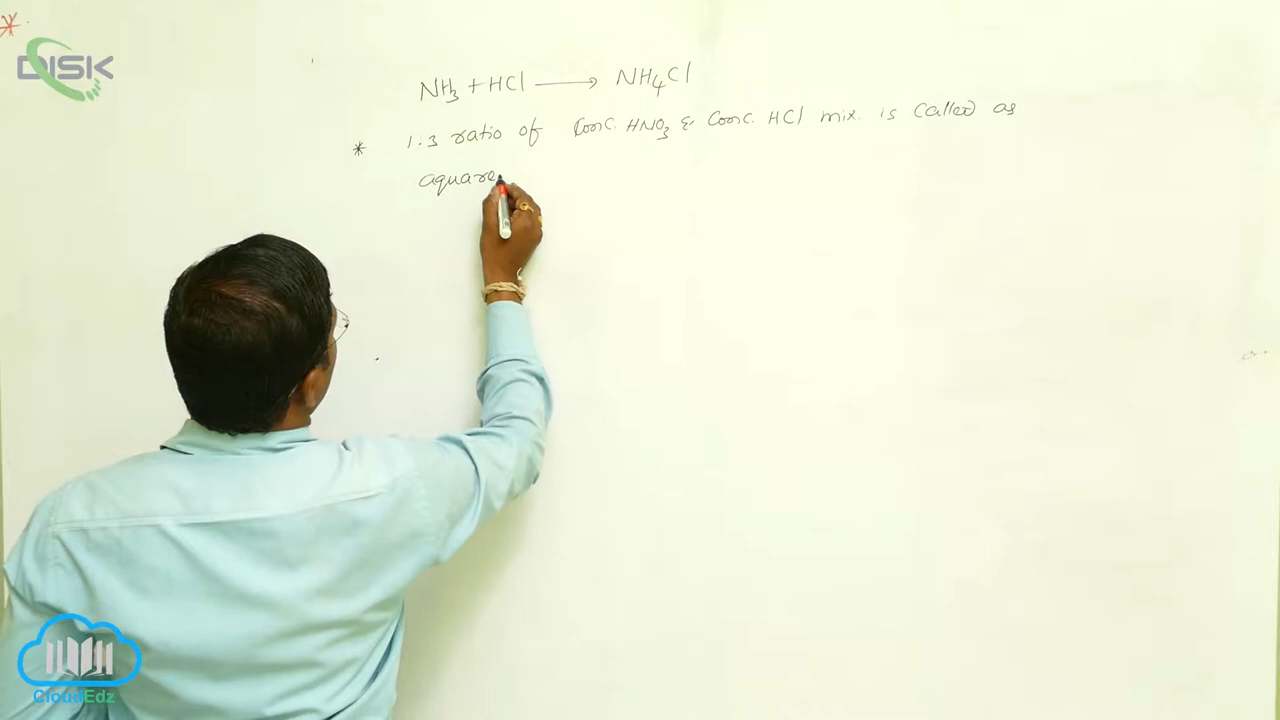 *
DISK
NH3 + HCl ⟶ NH4Cl
* 1:3 ratio of Conc. HNO3 & Conc. HCl mix. is called as
aquare
CloudEdz